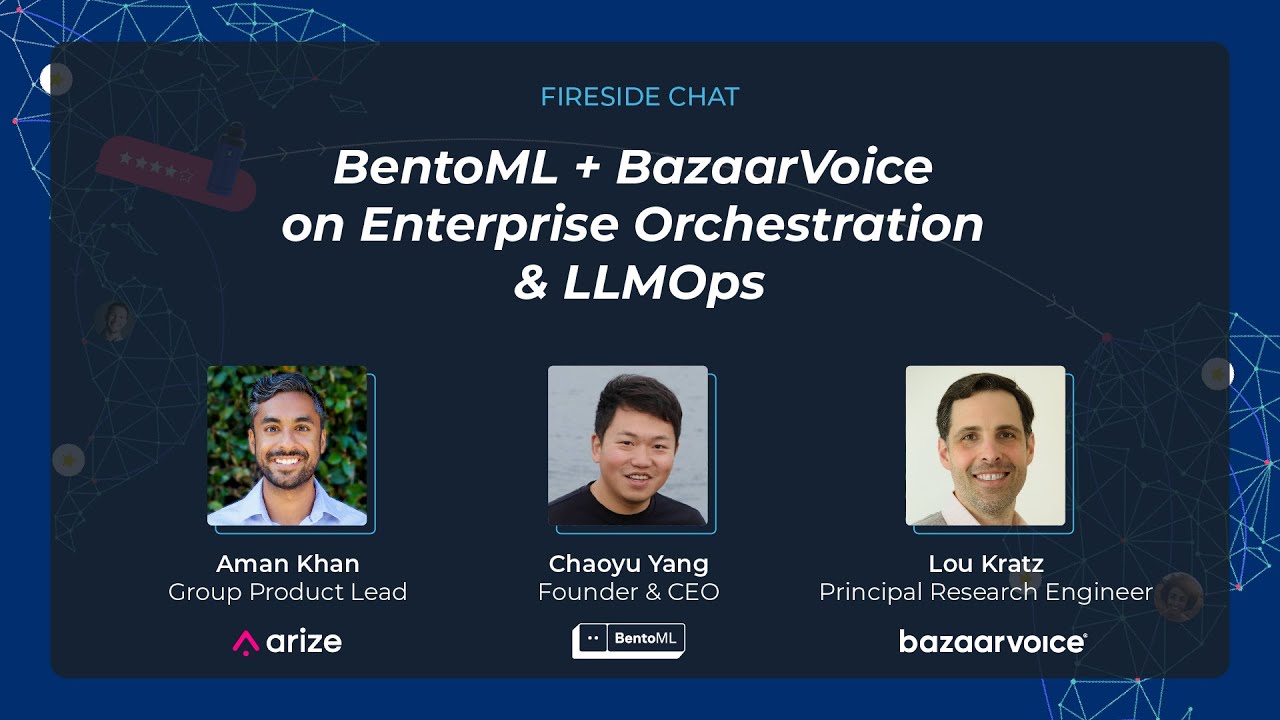 FIRESIDE CHAT
BentoML + BazaarVoice
on Enterprise Orchestration
& LLMOps
Aman Khan
Group Product Lead
arize
Chaoyu Yang
Founder & CEO
BentoML
Lou Kratz
Principal Research Engineer
bazaarvoice®